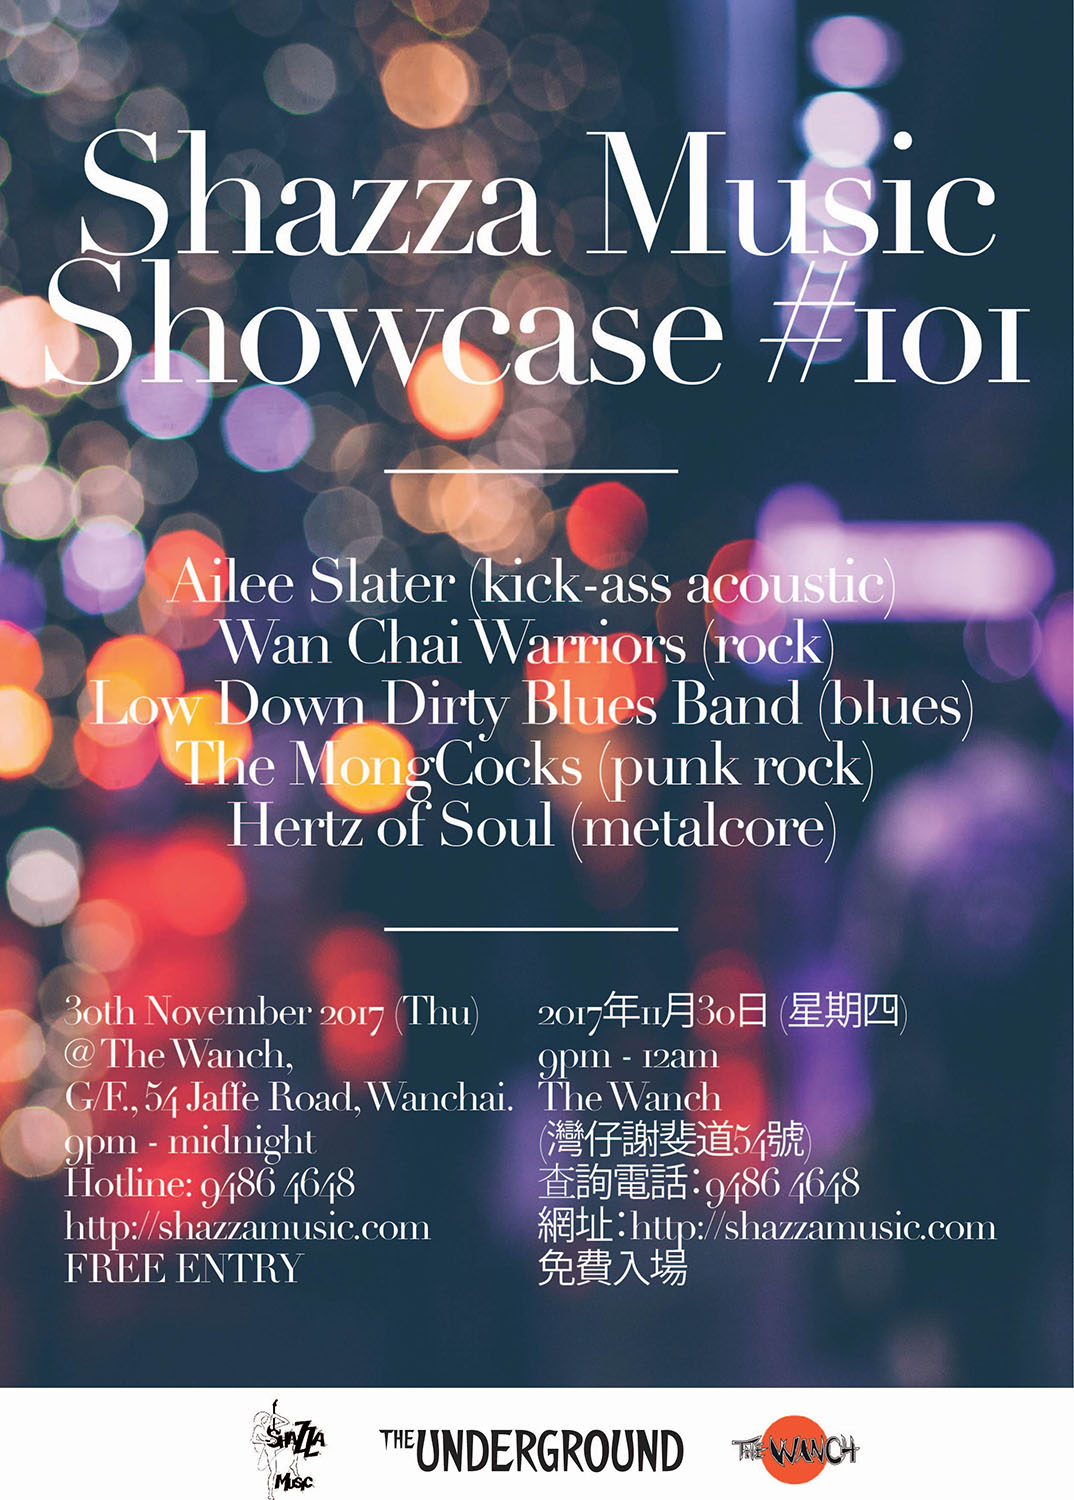 Shazza Music
Showcase #101
Ailee Slater (kick-ass acoustic)
Wan Chai Warriors (rock)
Low Down Dirty Blues Band (blues)
The MongCocks (punk rock)
Hertz of Soul (metalcore)
30th November 2017 (Thu)
@ The Wanch,
G/F., 54 Jaffe Road, Wanchai.
9pm - midnight
Hotline: 9486 4648
http://shazzamusic.com
FREE ENTRY
2017年11月30日 (星期四)
9pm - 12am
The Wanch
(灣仔謝斐道54號)
查詢電話：9486 4648
網址：http://shazzamusic.com
免費入場
SHAZZA
MUSIC
THE UNDERGROUND
THE WANCH